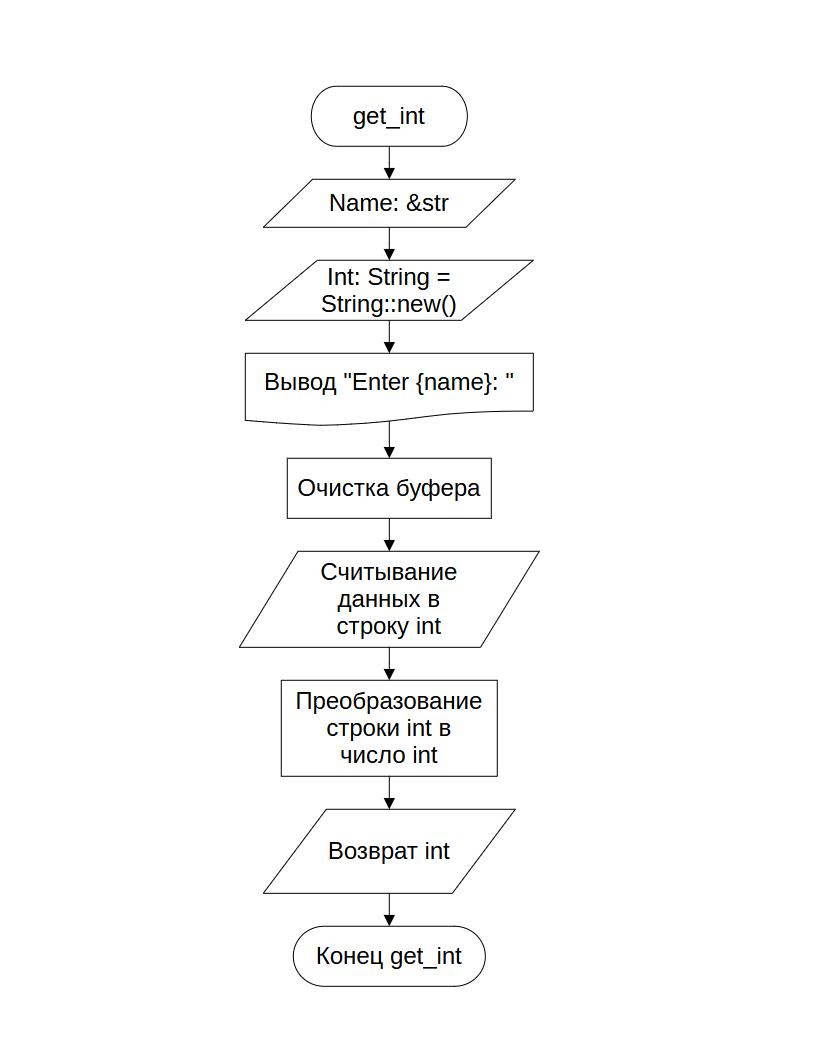 get_int
Name: &str
Int: String =
String::new()
Вывод "Enter {name}: "
Очистка буфера
Считывание
данных в
строку int
Преобразование
строки int в
число int
Возврат int
Конец get_int